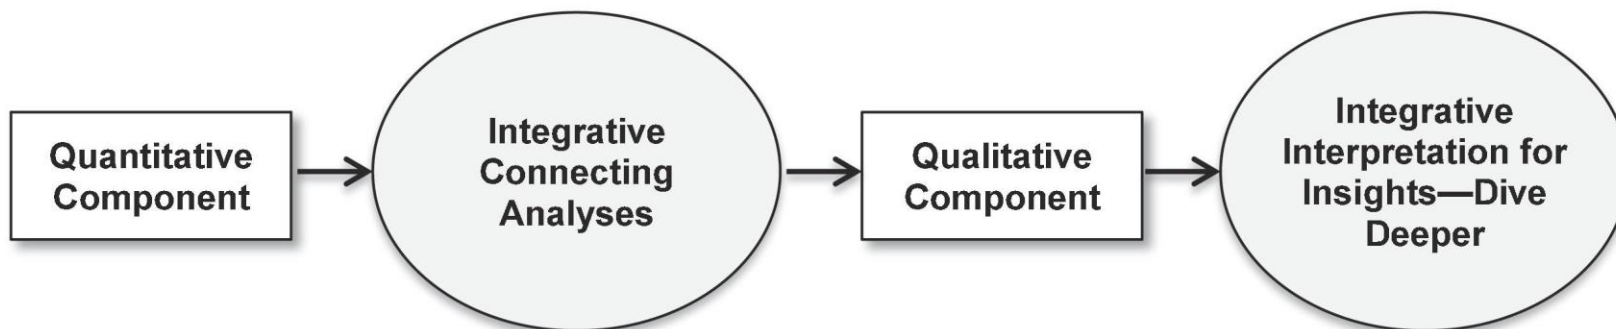 Quantitative
Component
Integrative
Connecting
Analyses
Qualitative
Component
Integrative
Interpretation for
Insights—Dive
Deeper